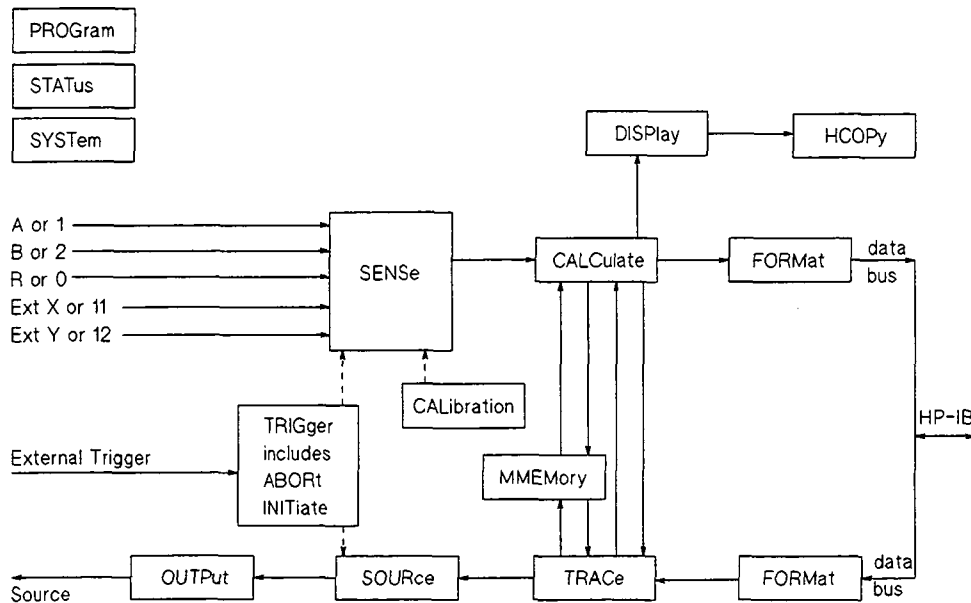 PROGram
STATus
SYSTem
DISPlay
HCOPy
A or 1
B or 2
R or 0
Ext X or 11
Ext Y or 12
SENSe
CALCulate
FORMat
data
bus
CALibration
TRIGger
includes
ABORt
INITiate
External Trigger
MMEMory
HP-IB
Source
OUTPut
SOURce
TRACe
FORMat
data
bus